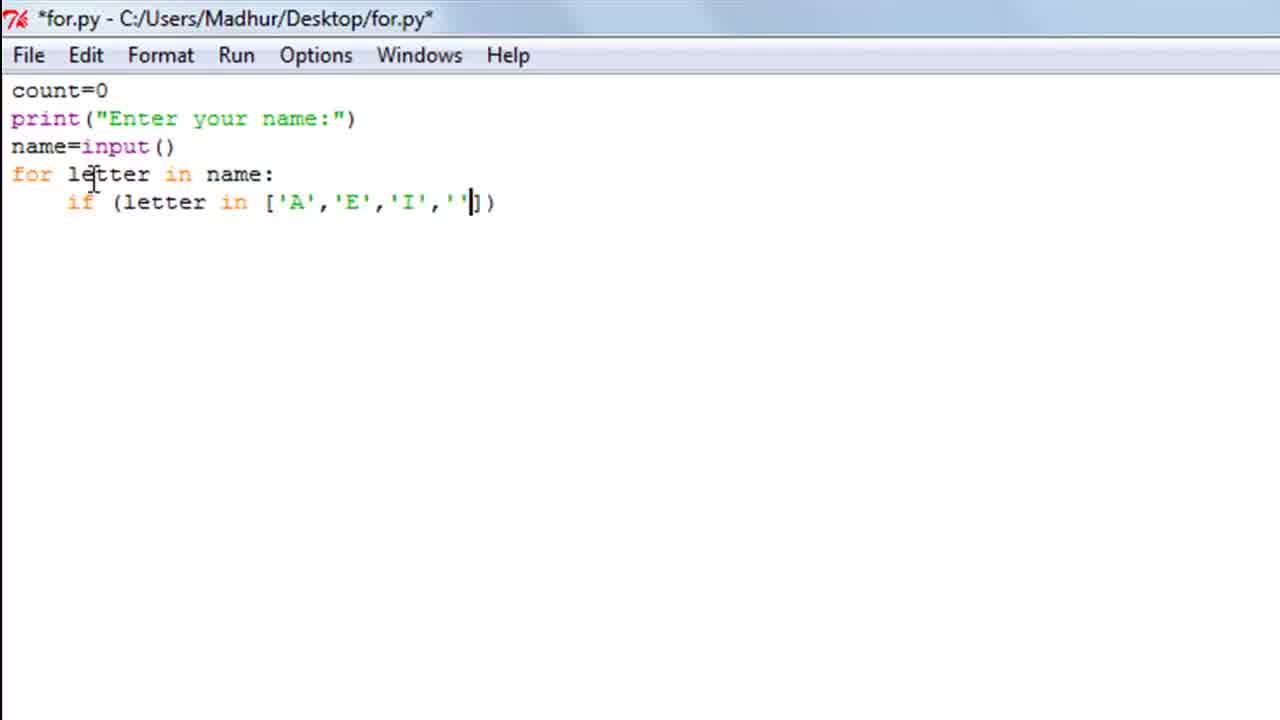 *for.py - C:/Users/Madhur/Desktop/for.py*
File Edit Format Run Options Windows Help
count=0
print("Enter your name:")
name=input()
for letter in name:
    if (letter in ['A','E','I',''])